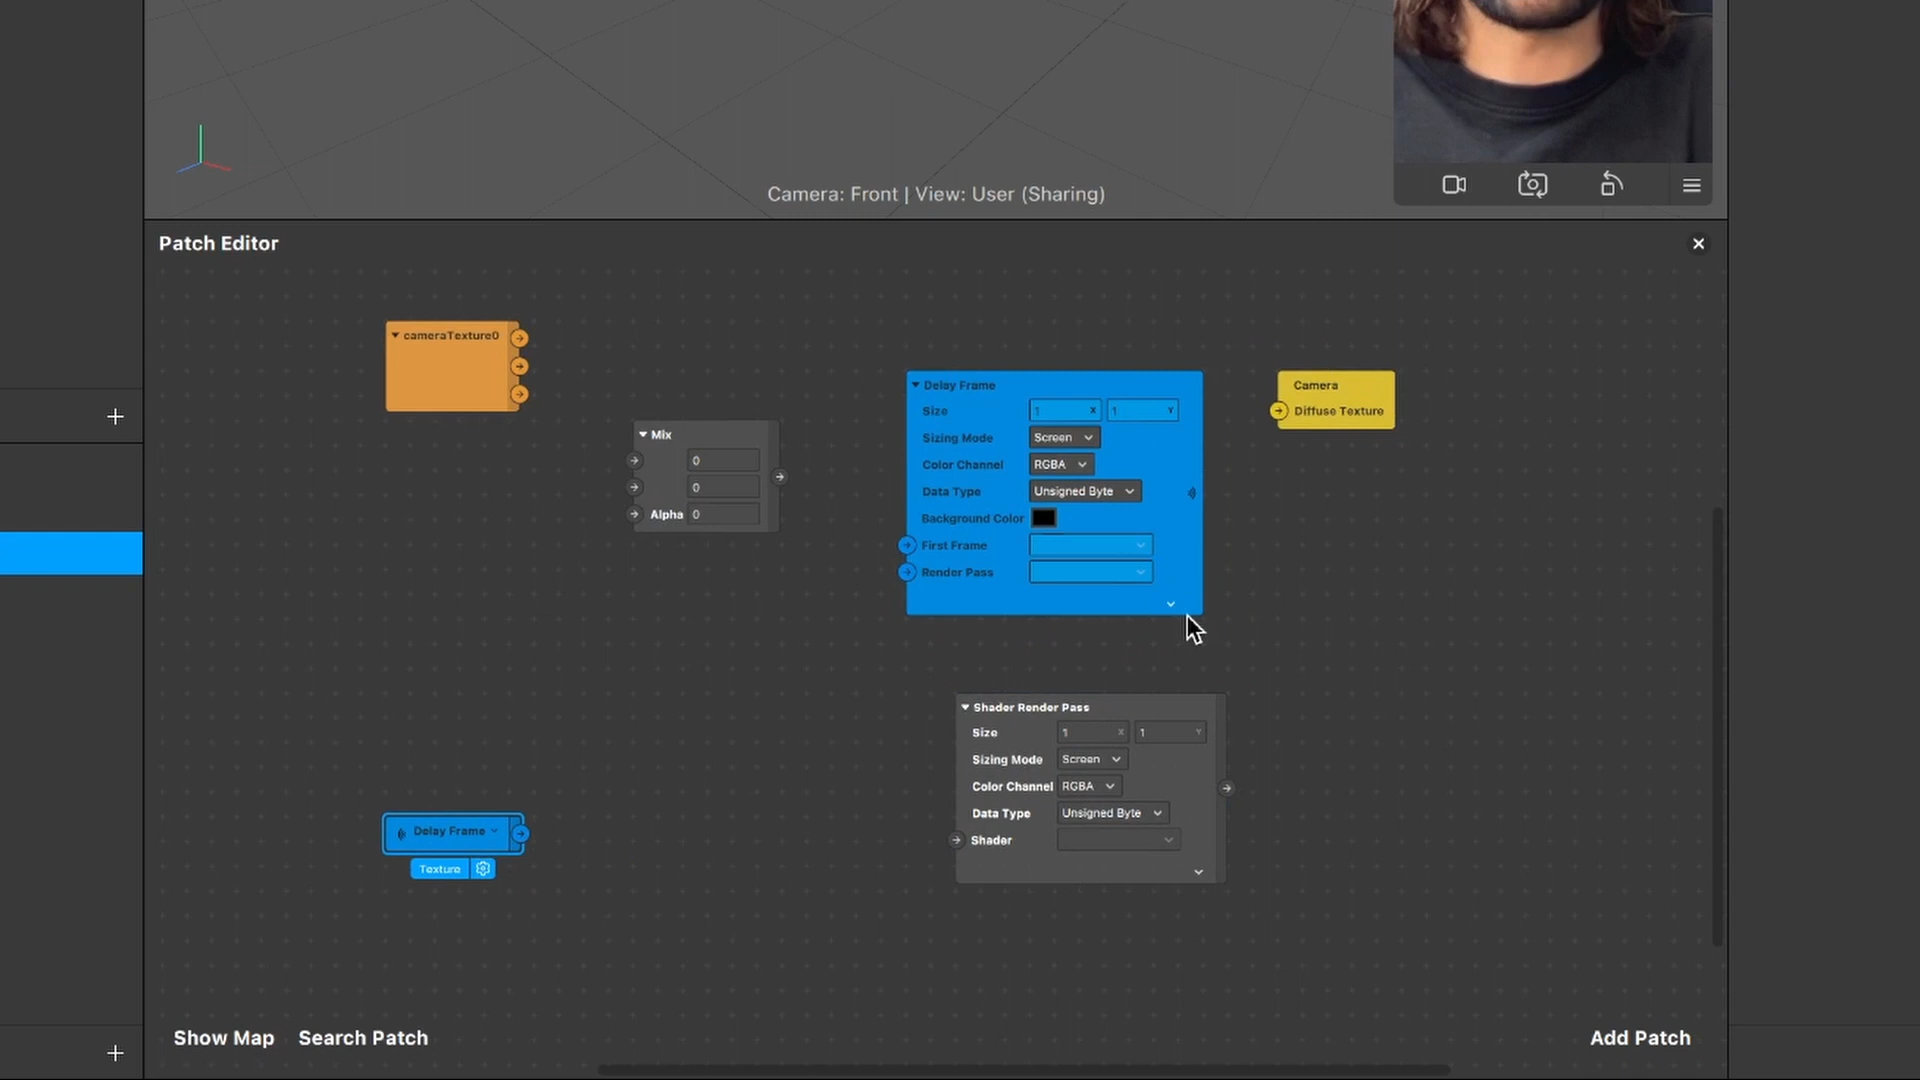 Camera: Front | View: User (Sharing)
Patch Editor
cameraTexture0
Mix
0
0
Alpha 0
Delay Frame
Size 1 X 1 Y
Sizing Mode Screen
Color Channel RGBA
Data Type Unsigned Byte
Background Color
First Frame
Render Pass
Camera
Diffuse Texture
Shader Render Pass
Size 1 X 1 Y
Sizing Mode Screen
Color Channel RGBA
Data Type Unsigned Byte
Shader
Delay Frame
Texture
Show Map Search Patch Add Patch